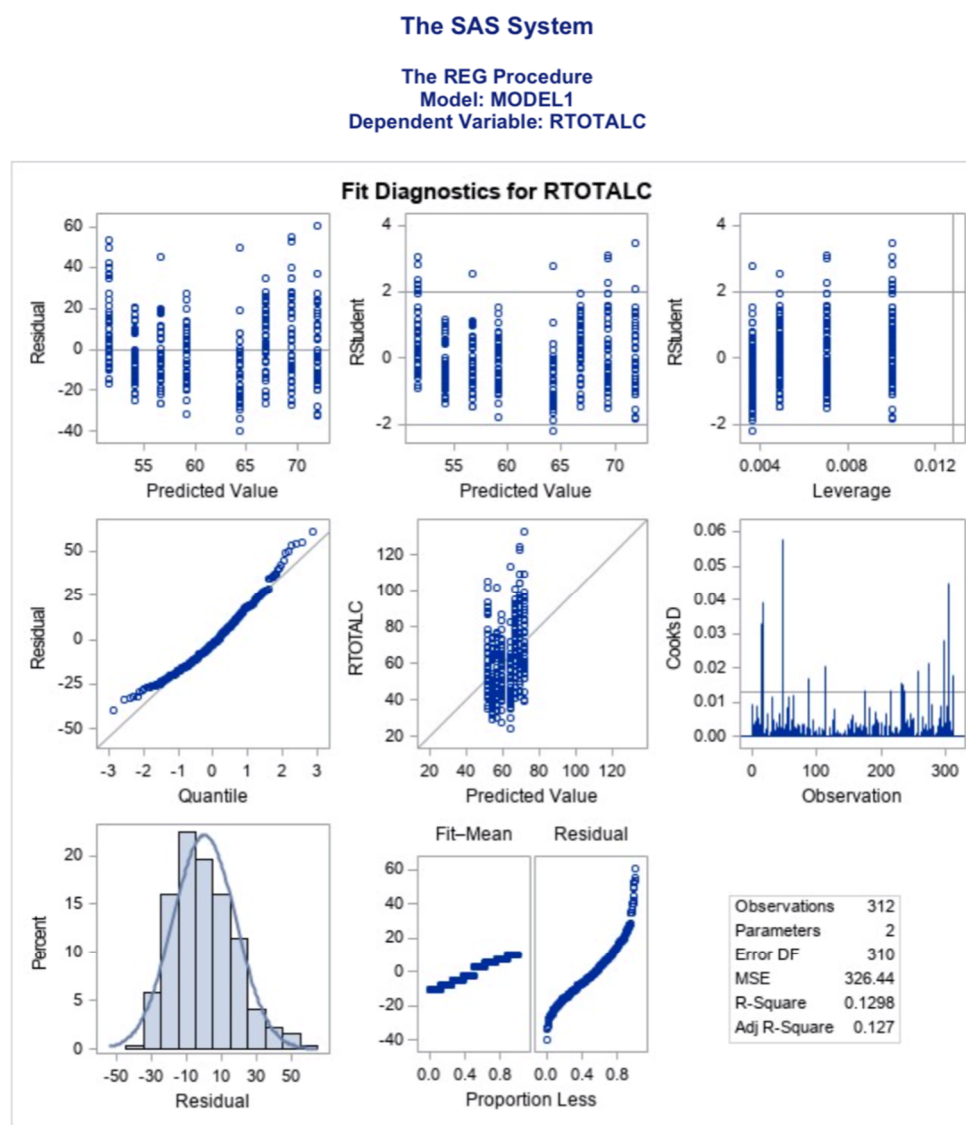 The SAS System
The REG Procedure
Model: MODEL1
Dependent Variable: RTOTALC
Fit Diagnostics for RTOTALC
Residual
60
40
20
0
-20
-40
55 60 65 70
Predicted Value
RStudent
4
2
0
-2
55 60 65 70
Predicted Value
RStudent
4
2
0
-2
0.004 0.008 0.012
Leverage
Residual
50
25
0
-25
-50
-3 -2 -1 0 1 2 3
Quantile
RTOTALC
120
100
80
60
40
20
20 40 60 80 100 120
Predicted Value
Cook's D
0.06
0.05
0.04
0.03
0.02
0.01
0.00
0 100 200 300
Observation
Percent
20
15
10
5
0
-50 -30 -10 10 30 50
Residual
Fit–Mean Residual
60
40
20
0
-20
-40
0.0 0.4 0.8 0.0 0.4 0.8
Proportion Less
Observations 312
Parameters 2
Error DF 310
MSE 326.44
R-Square 0.1298
Adj R-Square 0.127